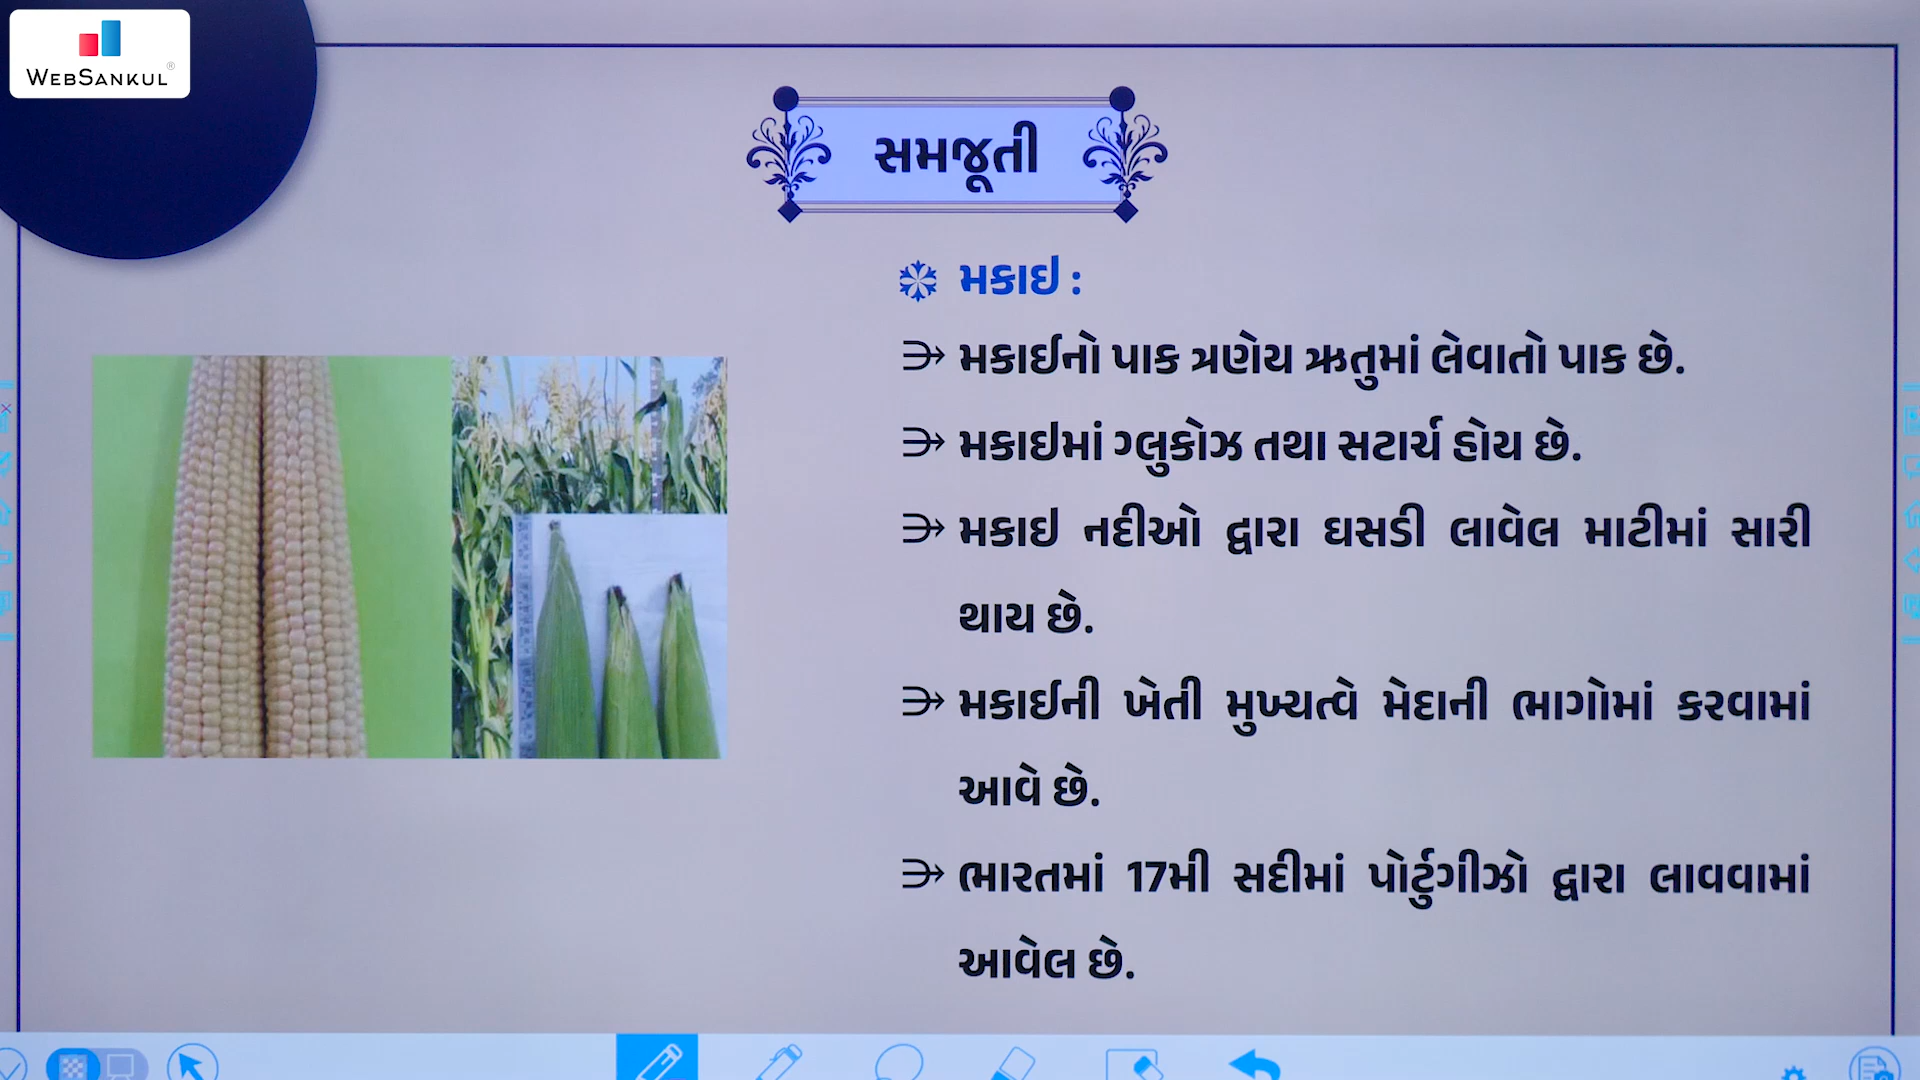 WEBSANKUL®
સમજૂતી
મકાઇ :
મકાઈનો પાક ત્રણેય ઋતુમાં લેવાતો પાક છે.
મકાઇમાં ગ્લુકોઝ તથા સટાર્ચ હોય છે.
મકાઇ નદીઓ દ્વારા ઘસડી લાવેલ માટીમાં સારી
થાય છે.
મકાઈની ખેતી મુખ્યત્વે મેદાની ભાગોમાં કરવામાં
આવે છે.
ભારતમાં 17મી સદીમાં પોર્ટુગીઝો દ્વારા લાવવામાં
આવેલ છે.